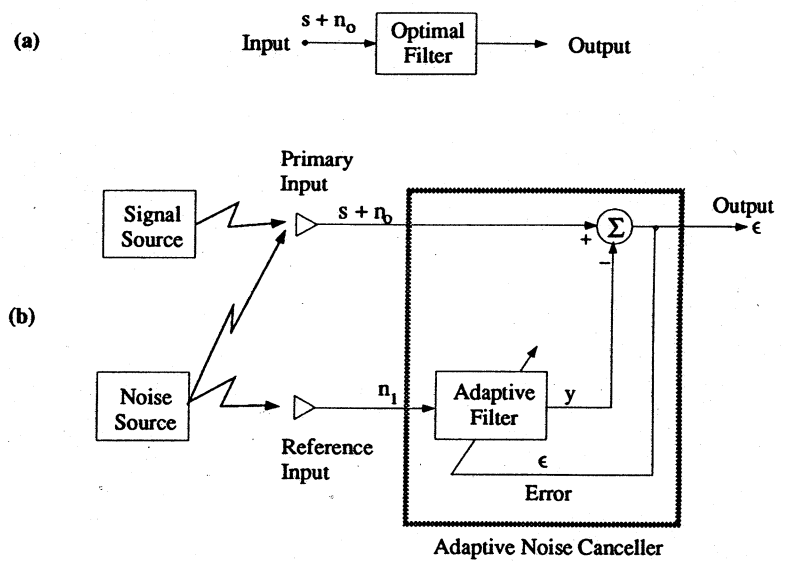 (a)
Input
s + n₀
Optimal
Filter
Output
(b)
Signal
Source
Primary
Input
s + n₀
+
Σ
−
Output
ϵ
Noise
Source
Reference
Input
n₁
Adaptive
Filter
y
ϵ
Error
Adaptive Noise Canceller